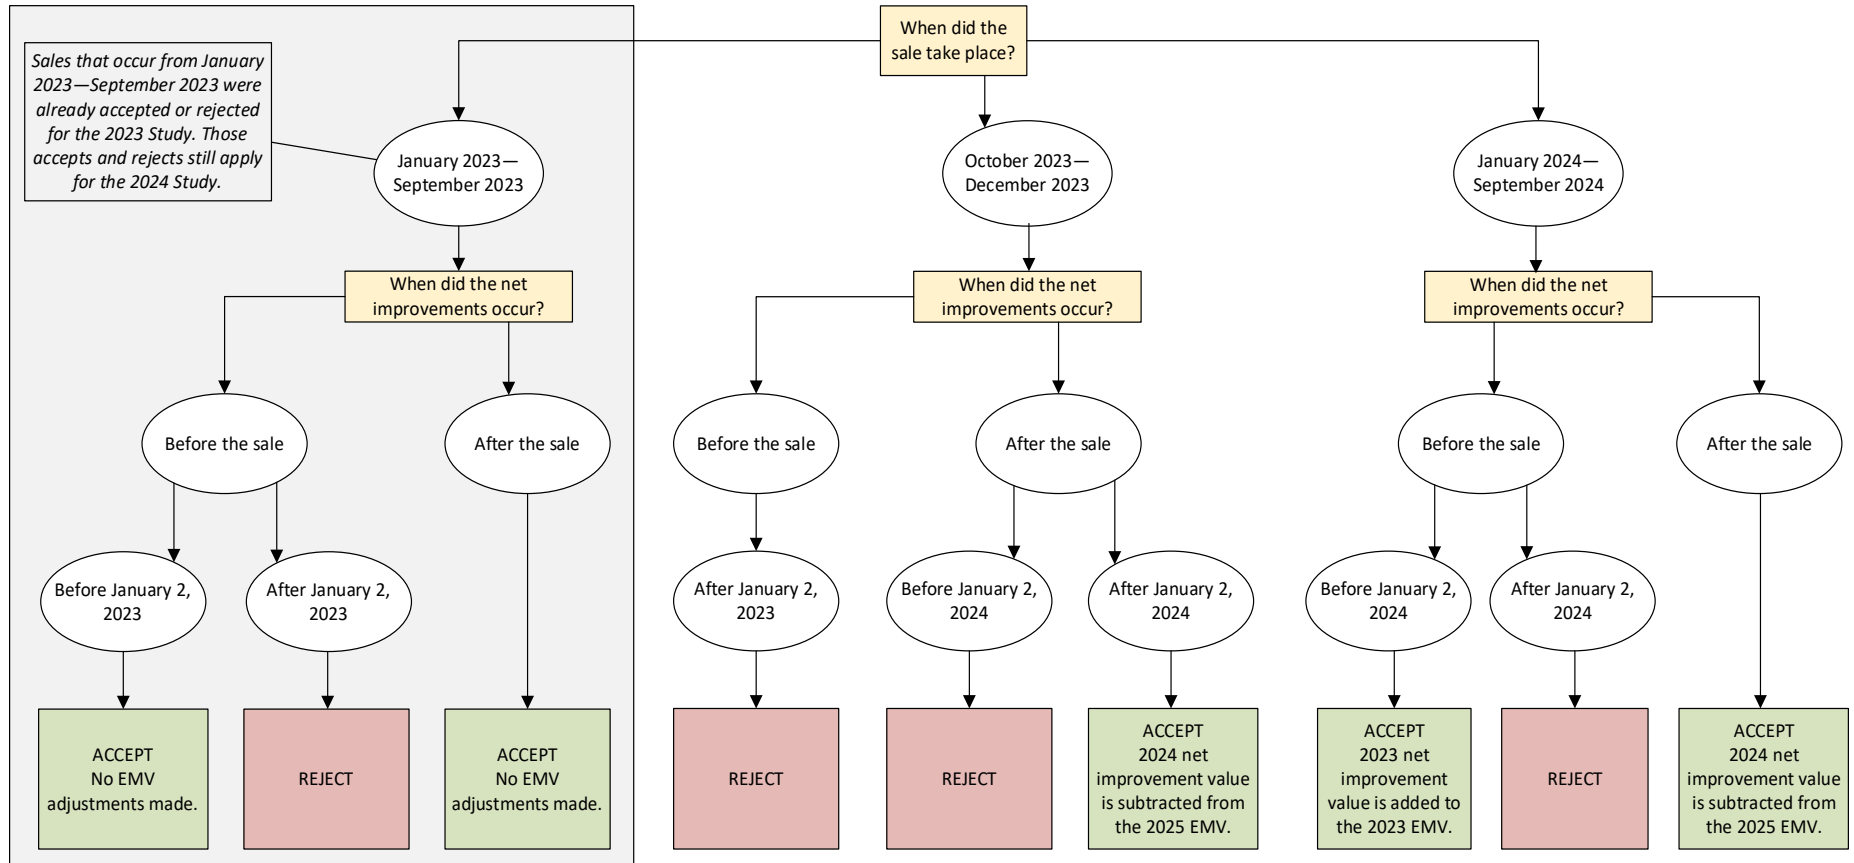 When did the
sale take place?
Sales that occur from January
2023—September 2023 were
already accepted or rejected
for the 2023 Study. Those
accepts and rejects still apply
for the 2024 Study.
January 2023—
September 2023
October 2023—
December 2023
January 2024—
September 2024
When did the net
improvements occur?
When did the net
improvements occur?
When did the net
improvements occur?
Before the sale
After the sale
Before the sale
After the sale
Before the sale
After the sale
Before January 2,
2023
After January 2,
2023
After January 2,
2023
Before January 2,
2024
After January 2,
2024
Before January 2,
2024
After January 2,
2024
ACCEPT
No EMV
adjustments made.
REJECT
ACCEPT
No EMV
adjustments made.
REJECT
REJECT
ACCEPT
2024 net
improvement value
is subtracted from
the 2025 EMV.
ACCEPT
2023 net
improvement
value is added to
the 2023 EMV.
REJECT
ACCEPT
2024 net
improvement value
is subtracted from
the 2025 EMV.